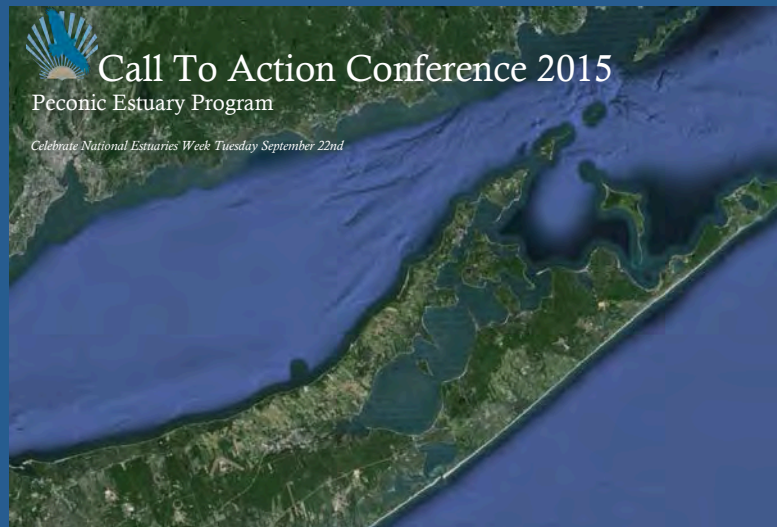 Call To Action Conference 2015
Peconic Estuary Program
Celebrate National Estuaries Week Tuesday September 22nd